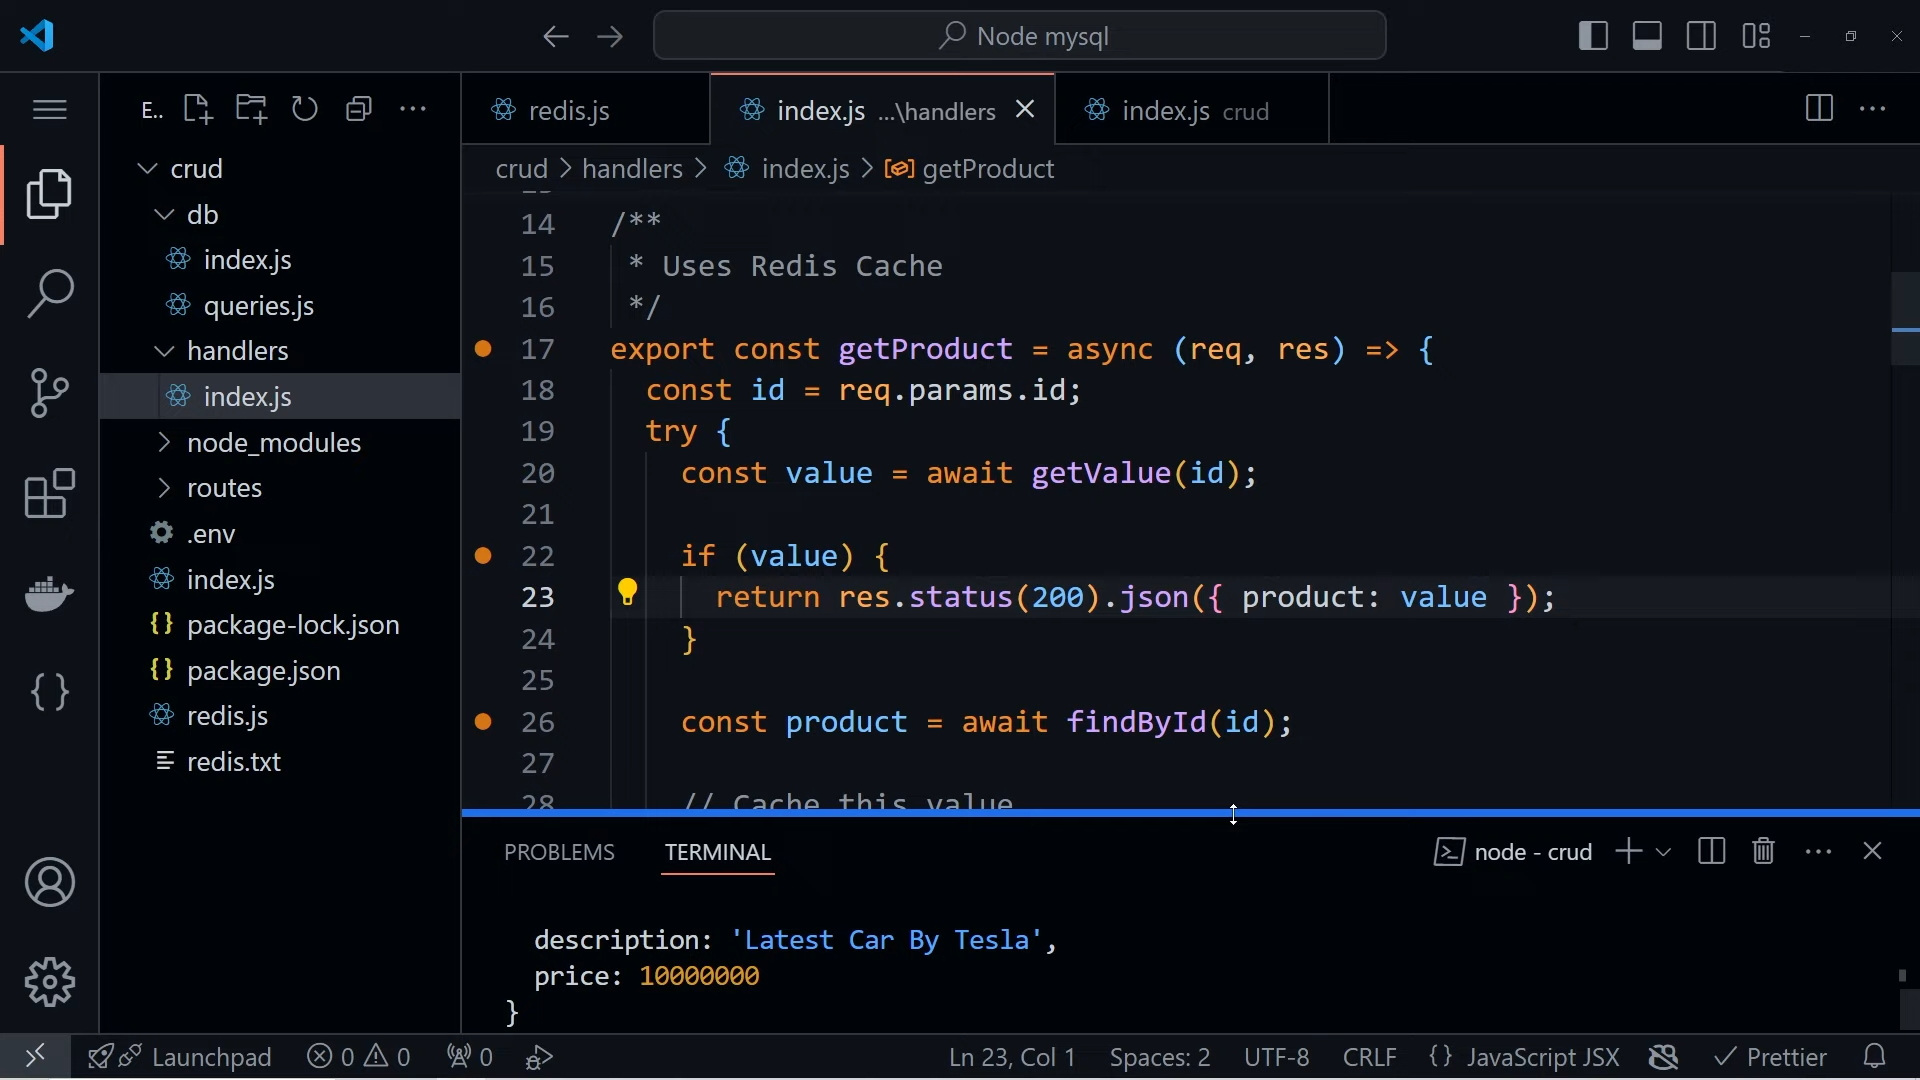 Node mysql
E..
redis.js
index.js ...\handlers
index.js crud
crud > handlers > index.js > getProduct
crud
db
index.js
queries.js
handlers
index.js
node_modules
routes
.env
index.js
package-lock.json
package.json
redis.js
redis.txt
14 /**
15 * Uses Redis Cache
16 */
17 export const getProduct = async (req, res) => {
18 const id = req.params.id;
19 try {
20 const value = await getValue(id);
21
22 if (value) {
23 return res.status(200).json({ product: value });
24 }
25
26 const product = await findById(id);
27
28 // Cache this value
PROBLEMS TERMINAL
node - crud
description: 'Latest Car By Tesla',
price: 10000000
}
Launchpad 0 0 0 Ln 23, Col 1 Spaces: 2 UTF-8 CRLF {} JavaScript JSX Prettier